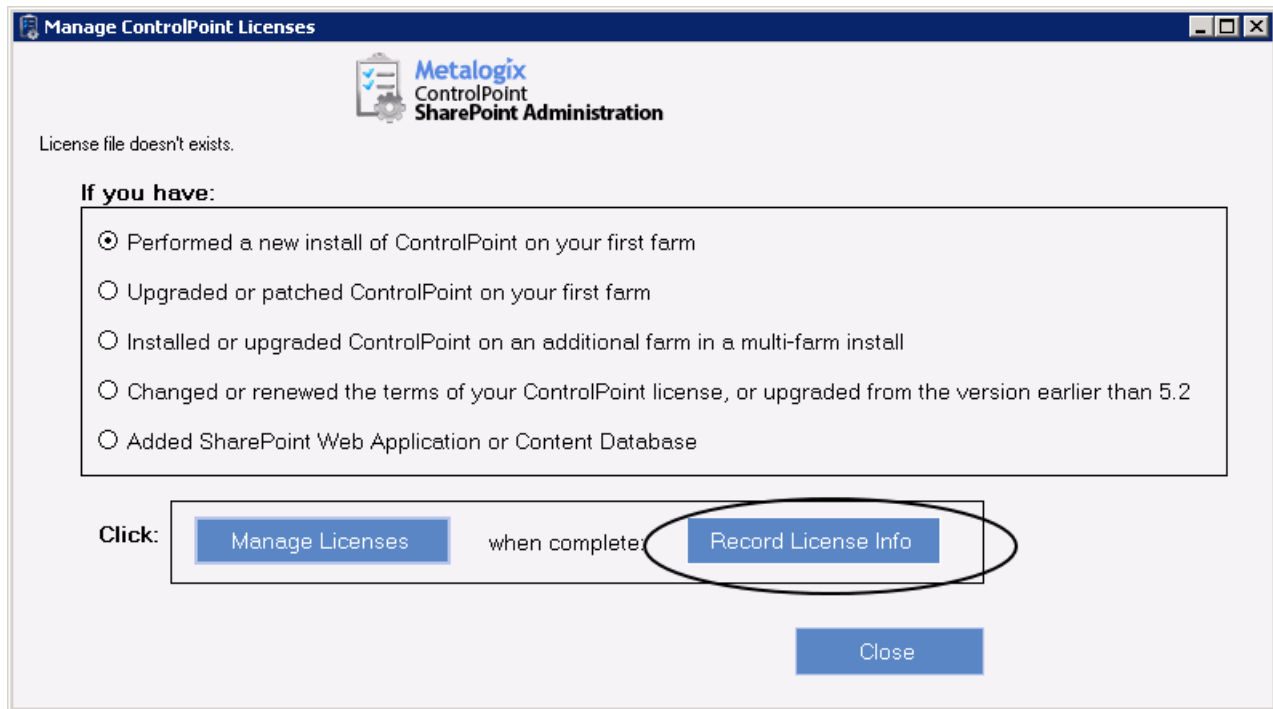 Manage ControlPoint Licenses
Metalogix
ControlPoint
SharePoint Administration
License file doesn't exists.
If you have:
Performed a new install of ControlPoint on your first farm
Upgraded or patched ControlPoint on your first farm
Installed or upgraded ControlPoint on an additional farm in a multi-farm install
Changed or renewed the terms of your ControlPoint license, or upgraded from the version earlier than 5.2
Added SharePoint Web Application or Content Database
Click: Manage Licenses when complete: Record License Info
Close